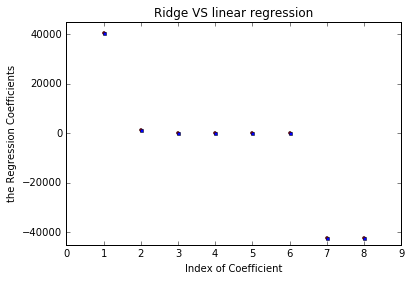 Ridge VS linear regression
40000
20000
0
−20000
−40000
the Regression Coefficients
0 1 2 3 4 5 6 7 8 9
Index of Coefficient